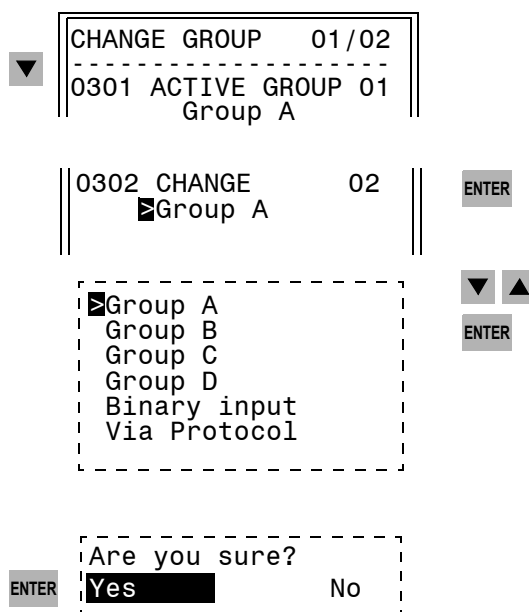 CHANGE GROUP 01/02
---------------------
▼
0301 ACTIVE GROUP 01
Group A
0302 CHANGE 02
>Group A
ENTER
▼ ▲
>Group A
ENTER
Group B
Group C
Group D
Binary input
Via Protocol
Are you sure?
ENTER
Yes No